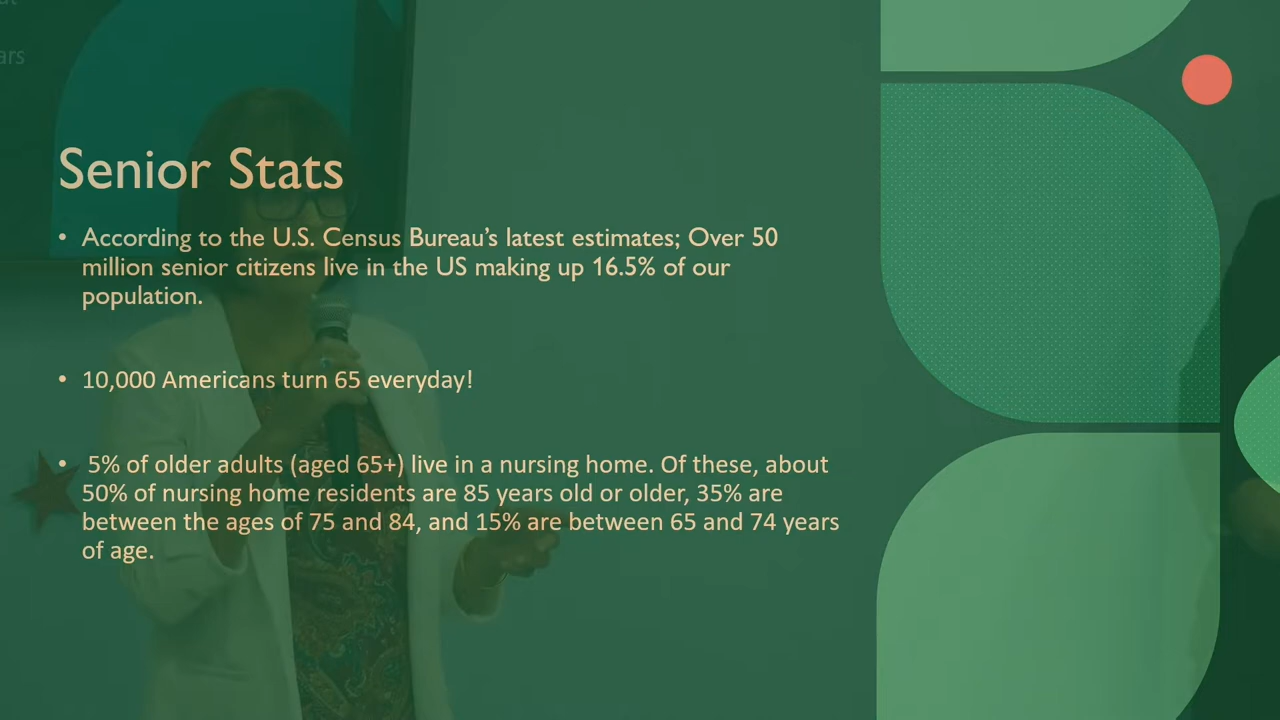 Senior Stats
• According to the U.S. Census Bureau's latest estimates; Over 50
million senior citizens live in the US making up 16.5% of our
population.
• 10,000 Americans turn 65 everyday!
• 5% of older adults (aged 65+) live in a nursing home. Of these, about
50% of nursing home residents are 85 years old or older, 35% are
between the ages of 75 and 84, and 15% are between 65 and 74 years
of age.